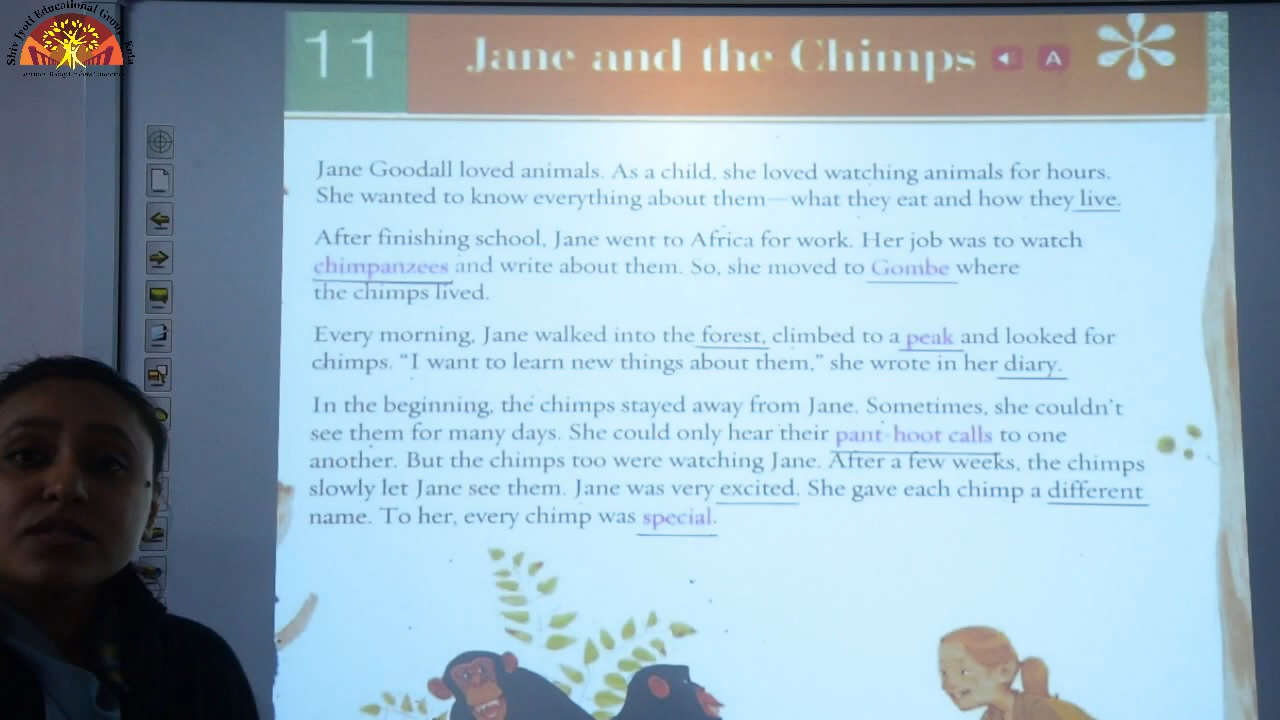 Shiv Jyoti Educational Group, Kota
11
Jane and the Chimps
A
Jane Goodall loved animals. As a child, she loved watching animals for hours.
She wanted to know everything about them—what they eat and how they live.
After finishing school, Jane went to Africa for work. Her job was to watch
chimpanzees and write about them. So, she moved to Gombe where
the chimps lived.
Every morning, Jane walked into the forest, climbed to a peak and looked for
chimps. “I want to learn new things about them,” she wrote in her diary.
In the beginning, the chimps stayed away from Jane. Sometimes, she couldn't
see them for many days. She could only hear their pant-hoot calls to one
another. But the chimps too were watching Jane. After a few weeks, the chimps
slowly let Jane see them. Jane was very excited. She gave each chimp a different
name. To her, every chimp was special.